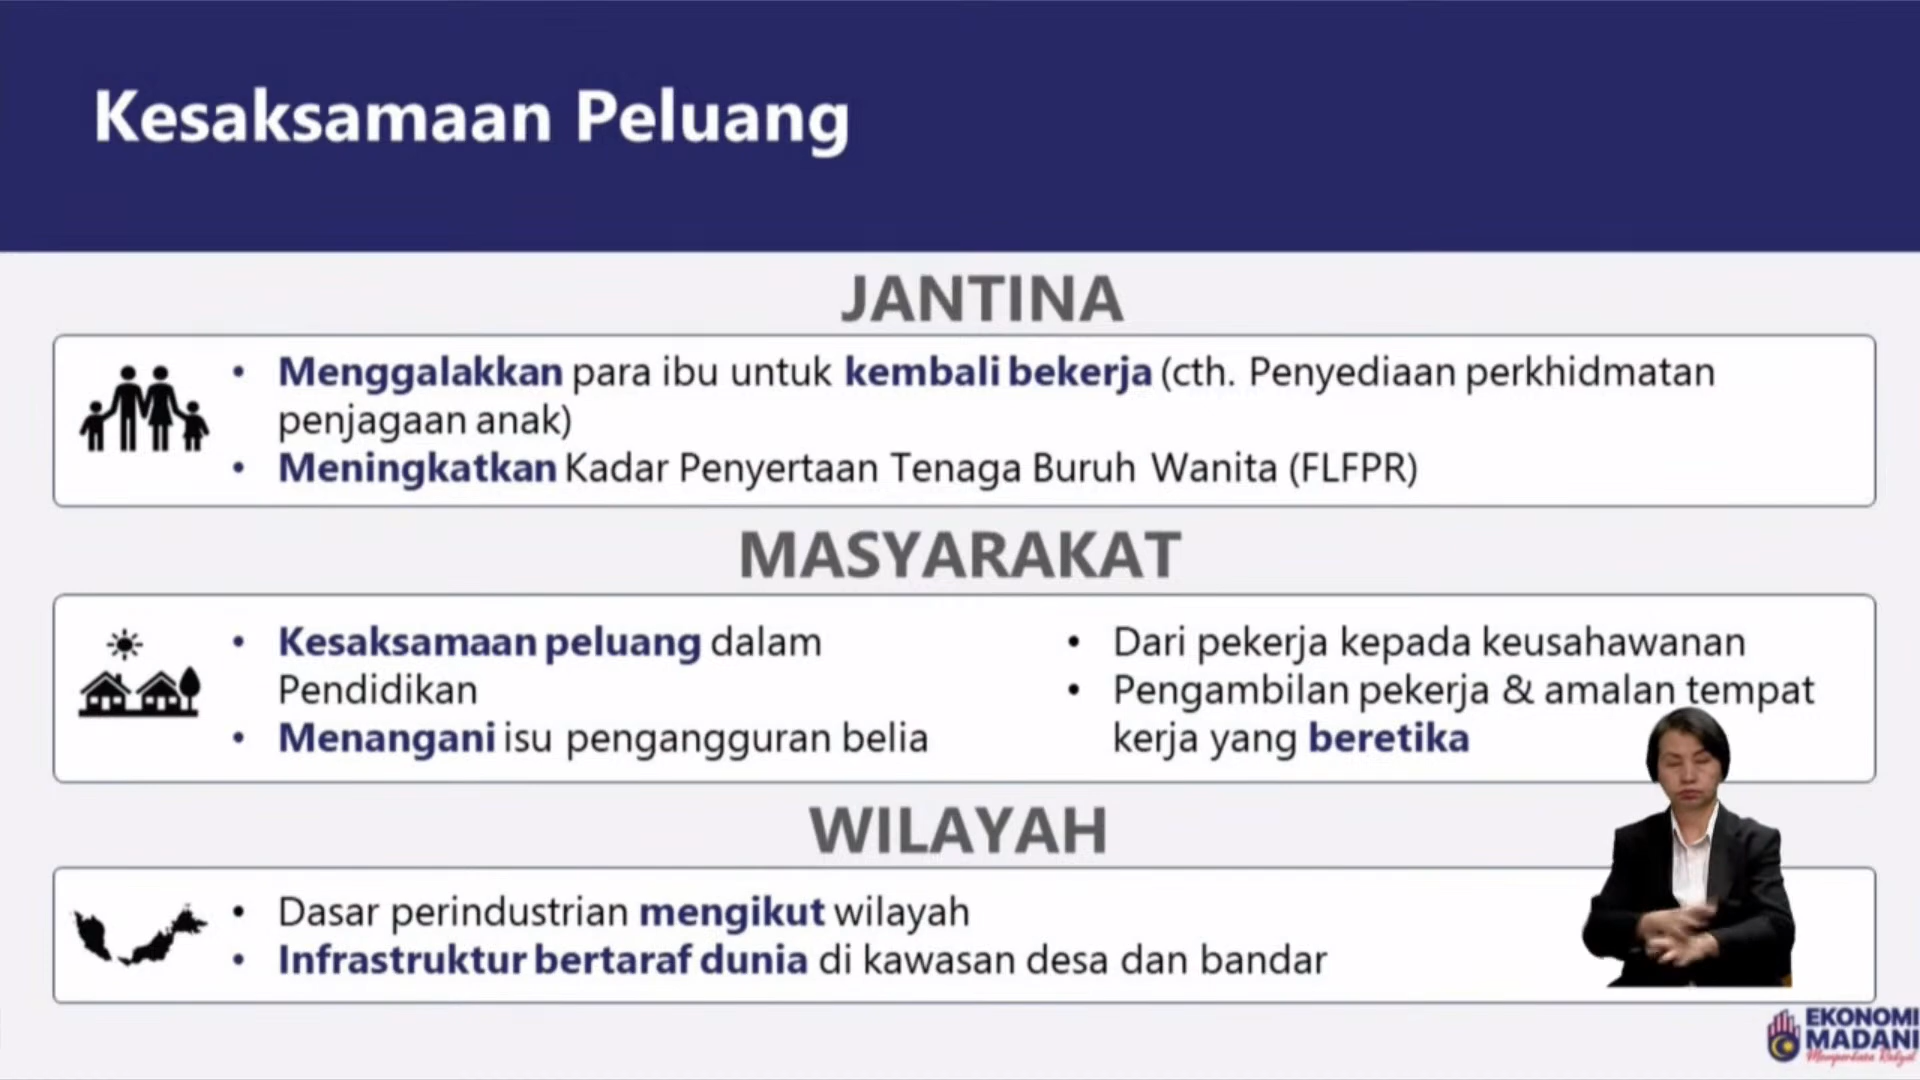 Kesaksamaan Peluang
JANTINA
• Menggalakkan para ibu untuk kembali bekerja (cth. Penyediaan perkhidmatan
penjagaan anak)
• Meningkatkan Kadar Penyertaan Tenaga Buruh Wanita (FLFPR)
MASYARAKAT
• Kesaksamaan peluang dalam
Pendidikan
• Menangani isu pengangguran belia
• Dari pekerja kepada keusahawanan
• Pengambilan pekerja & amalan tempat
kerja yang beretika
WILAYAH
• Dasar perindustrian mengikut wilayah
• Infrastruktur bertaraf dunia di kawasan desa dan bandar
EKONOMI
MADANI
Memperkasa Rakyat